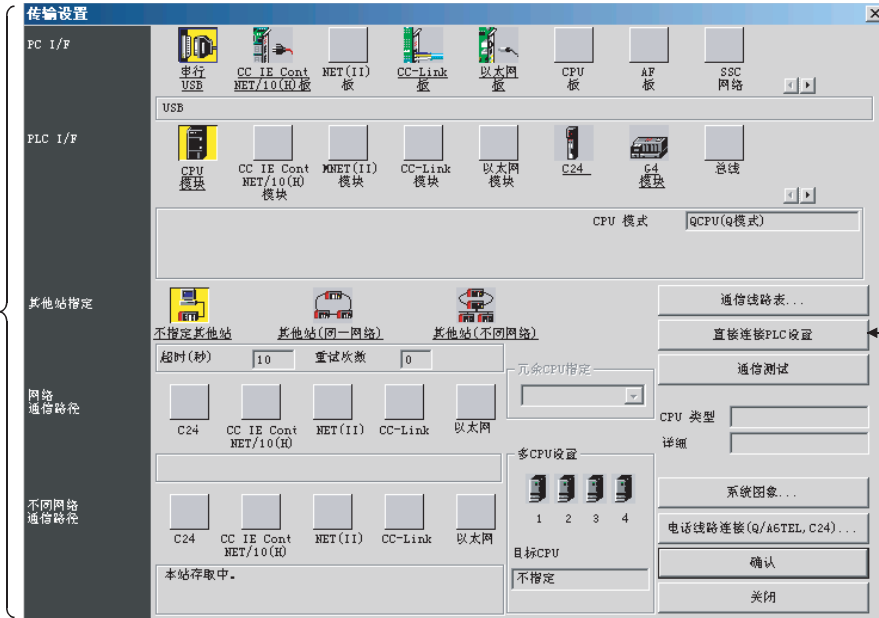 传输设置
PC I/F
串行
USB
CC IE Cont
NET/10(H)板
NET(II)
板
CC-Link
板
以太网
板
CPU
板
AF
板
SSC
网络
USB
PLC I/F
CPU
模块
CC IE Cont
NET/10(H)
模块
MNET(II)
模块
CC-Link
模块
以太网
模块
C24
G4
模块
总线
CPU 模式
QCPU(Q模式)
其他站指定
不指定其他站
其他站(同一网络)
其他站(不同网络)
通信线路表...
直接连接PLC设置
通信测试
超时(秒)
10
重试次数
0
冗余CPU指定
网络
通信路径
C24
CC IE Cont
NET/10(H)
NET(II)
CC-Link
以太网
CPU 类型
详细
多CPU设置
1 2 3 4
目标CPU
不指定
系统图象...
电话线路连接(Q/A6TEL,C24)...
确认
关闭
不同网络
通信路径
C24
CC IE Cont
NET/10(H)
NET(II)
CC-Link
以太网
本站存取中。